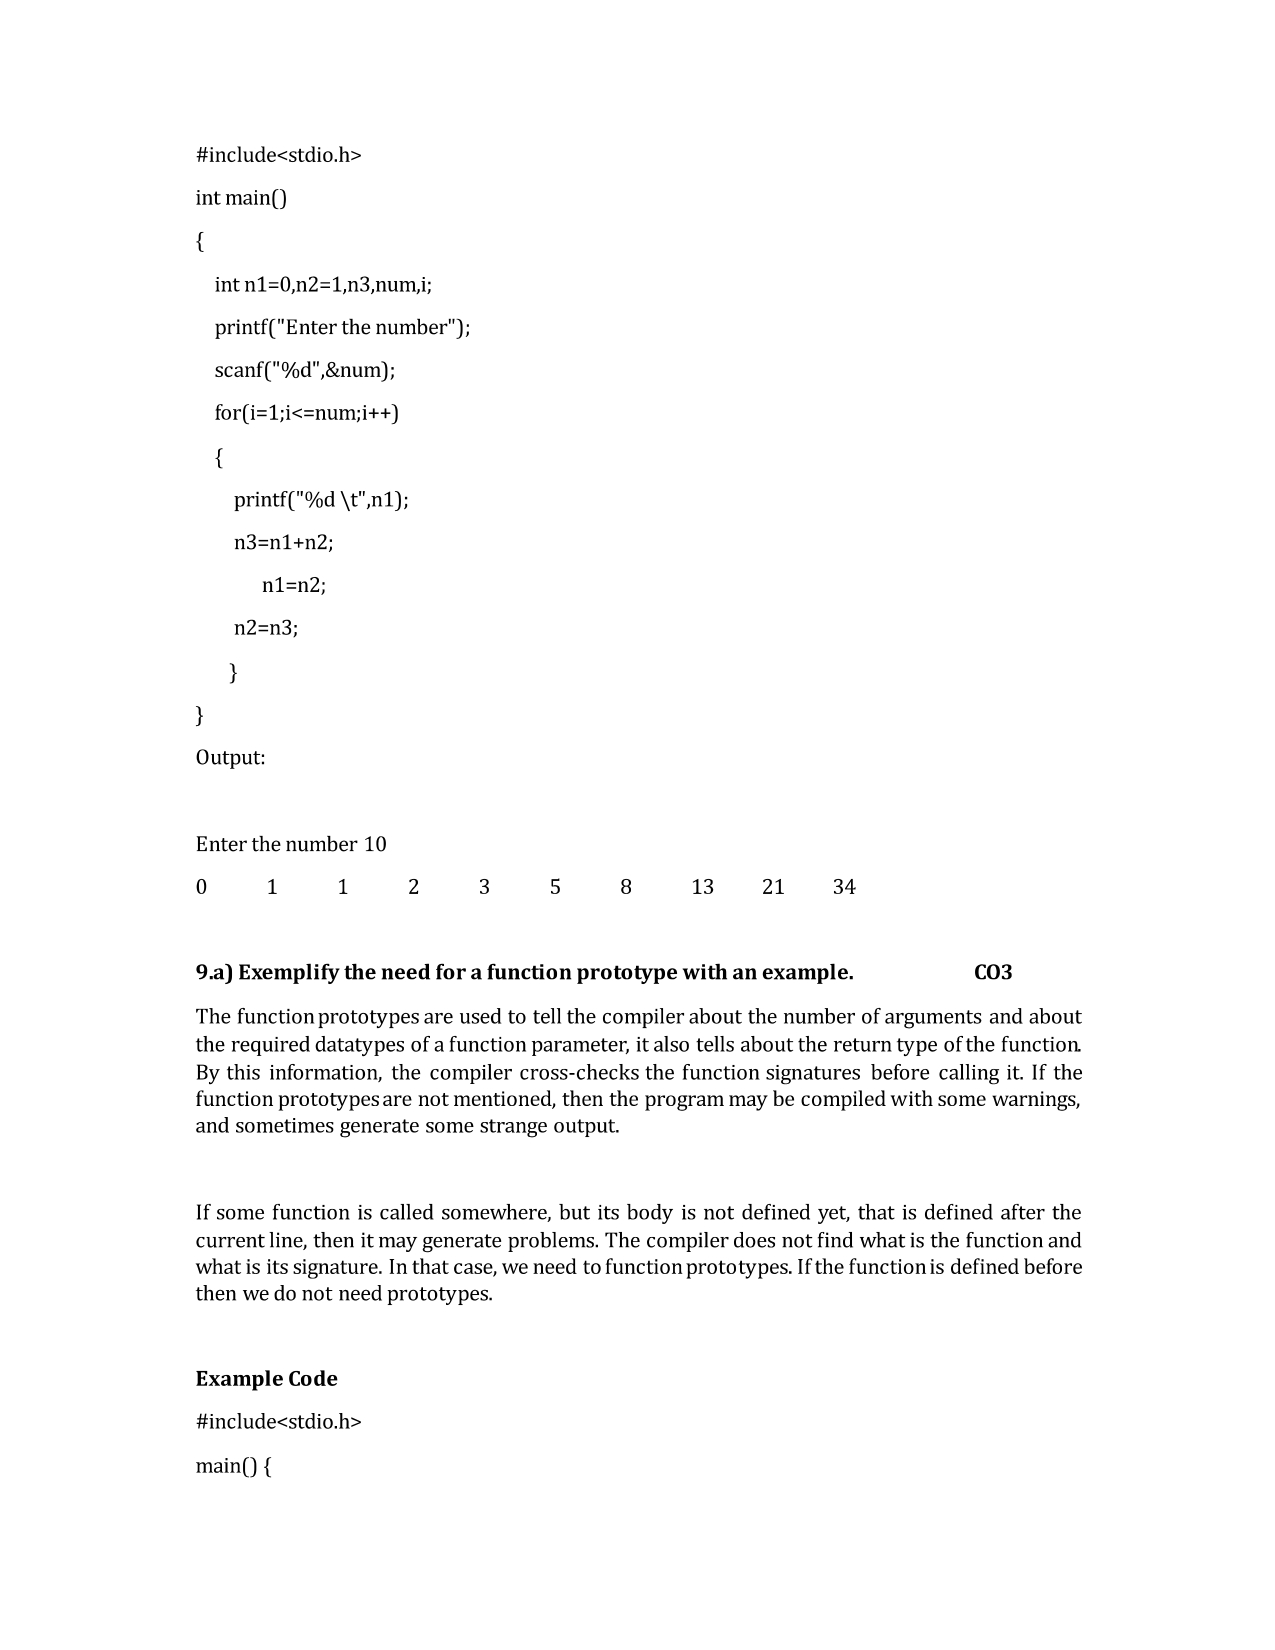 #include<stdio.h>
int main()
{
int n1=0,n2=1,n3,num,i;
printf("Enter the number");
scanf("%d",&num);
for(i=1;i<=num;i++)
{
printf("%d \t",n1);
n3=n1+n2;
n1=n2;
n2=n3;
}
}
Output:
Enter the number 10
0 1 1 2 3 5 8 13 21 34
9.a) Exemplify the need for a function prototype with an example. CO3
The function prototypes are used to tell the compiler about the number of arguments and about
the required datatypes of a function parameter, it also tells about the return type of the function.
By this information, the compiler cross-checks the function signatures before calling it. If the
function prototypes are not mentioned, then the program may be compiled with some warnings,
and sometimes generate some strange output.
If some function is called somewhere, but its body is not defined yet, that is defined after the
current line, then it may generate problems. The compiler does not find what is the function and
what is its signature. In that case, we need to function prototypes. If the function is defined before
then we do not need prototypes.
Example Code
#include<stdio.h>
main() {